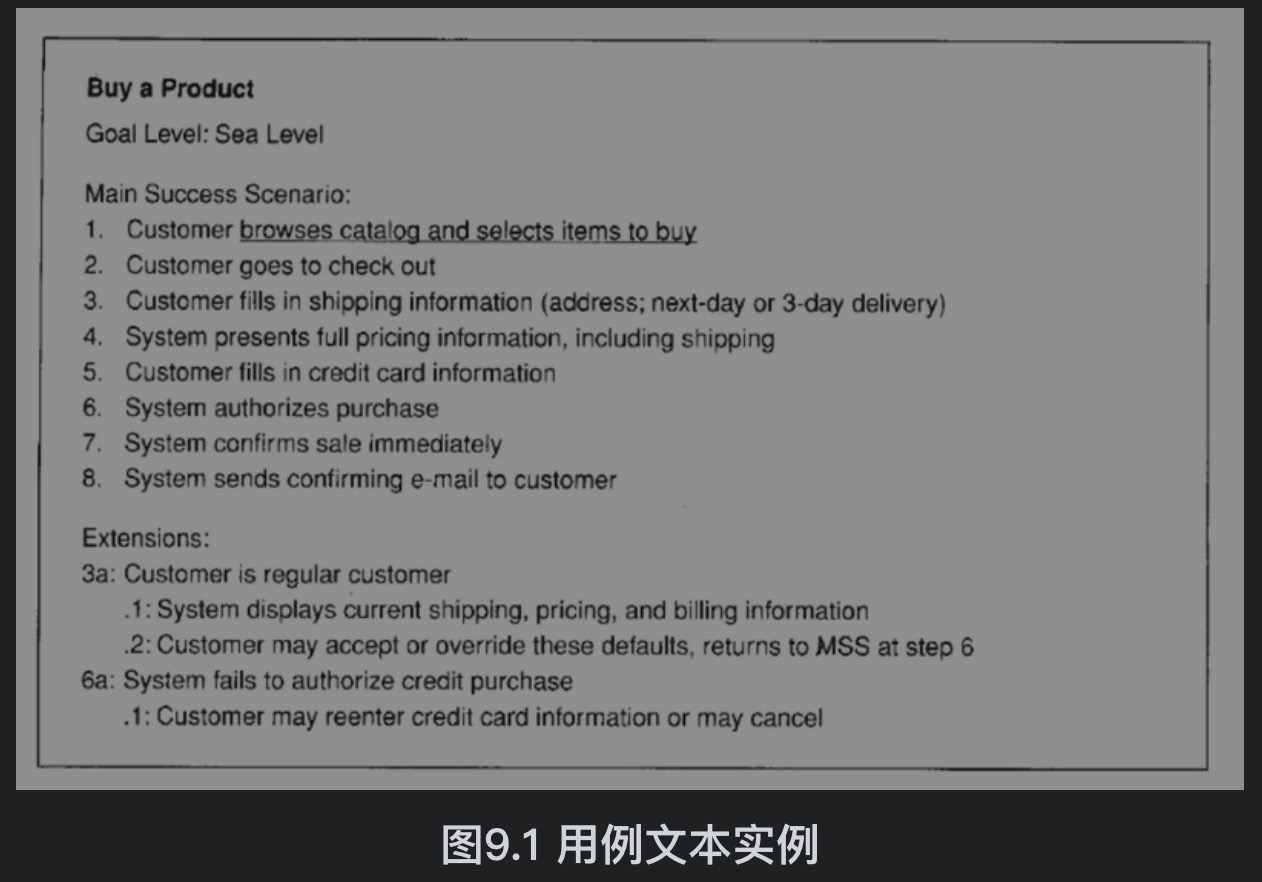 Buy a Product
Goal Level: Sea Level
Main Success Scenario:
1. Customer browses catalog and selects items to buy
2. Customer goes to check out
3. Customer fills in shipping information (address; next-day or 3-day delivery)
4. System presents full pricing information, including shipping
5. Customer fills in credit card information
6. System authorizes purchase
7. System confirms sale immediately
8. System sends confirming e-mail to customer
Extensions:
3a: Customer is regular customer
.1: System displays current shipping, pricing, and billing information
.2: Customer may accept or override these defaults, returns to MSS at step 6
6a: System fails to authorize credit purchase
.1: Customer may reenter credit card information or may cancel
图9.1 用例文本实例